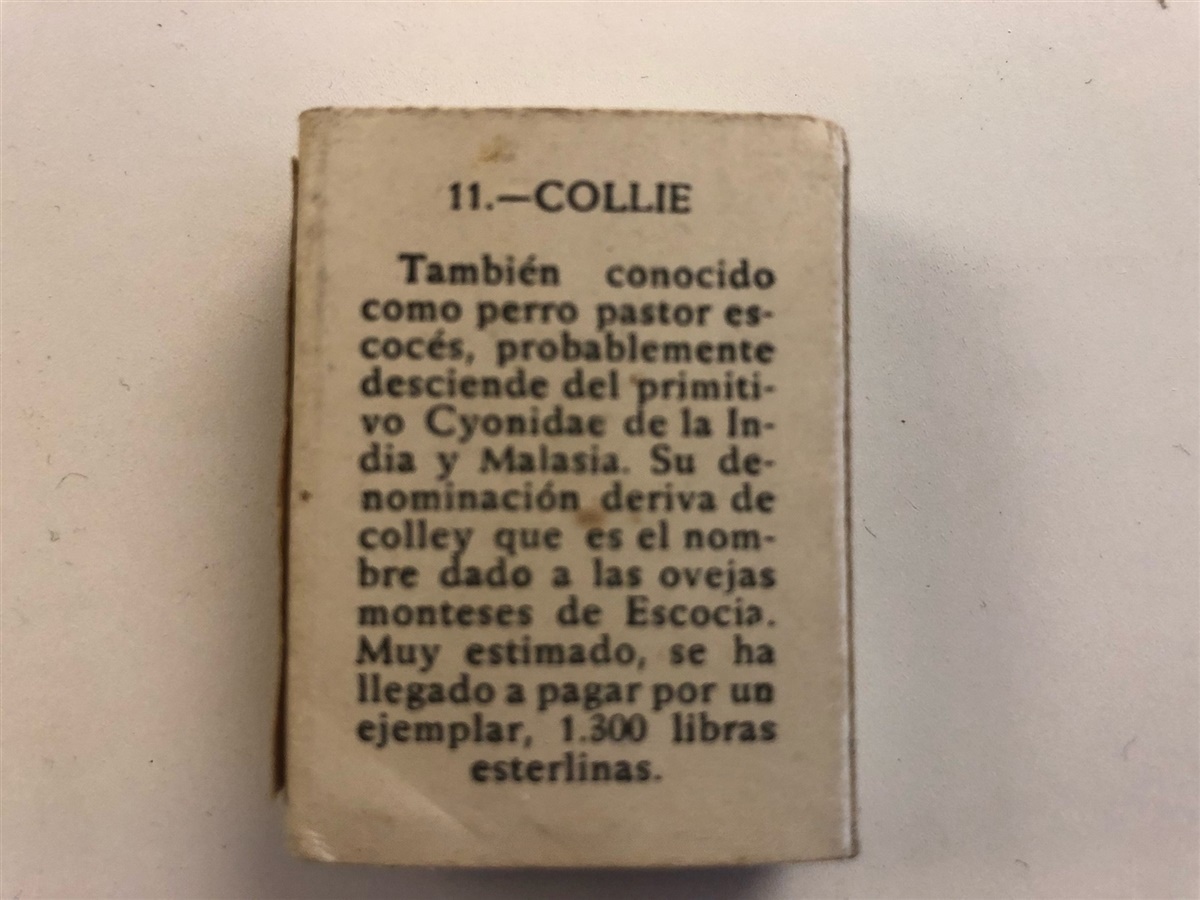 11.—COLLIE
También conocido
como perro pastor es-
cocés, probablemente
desciende del primiti-
vo Cyonidae de la In-
dia y Malasia. Su de-
nominación deriva de
colley que es el nom-
bre dado a las ovejas
monteses de Escocia.
Muy estimado, se ha
llegado a pagar por un
ejemplar, 1.300 libras
esterlinas.